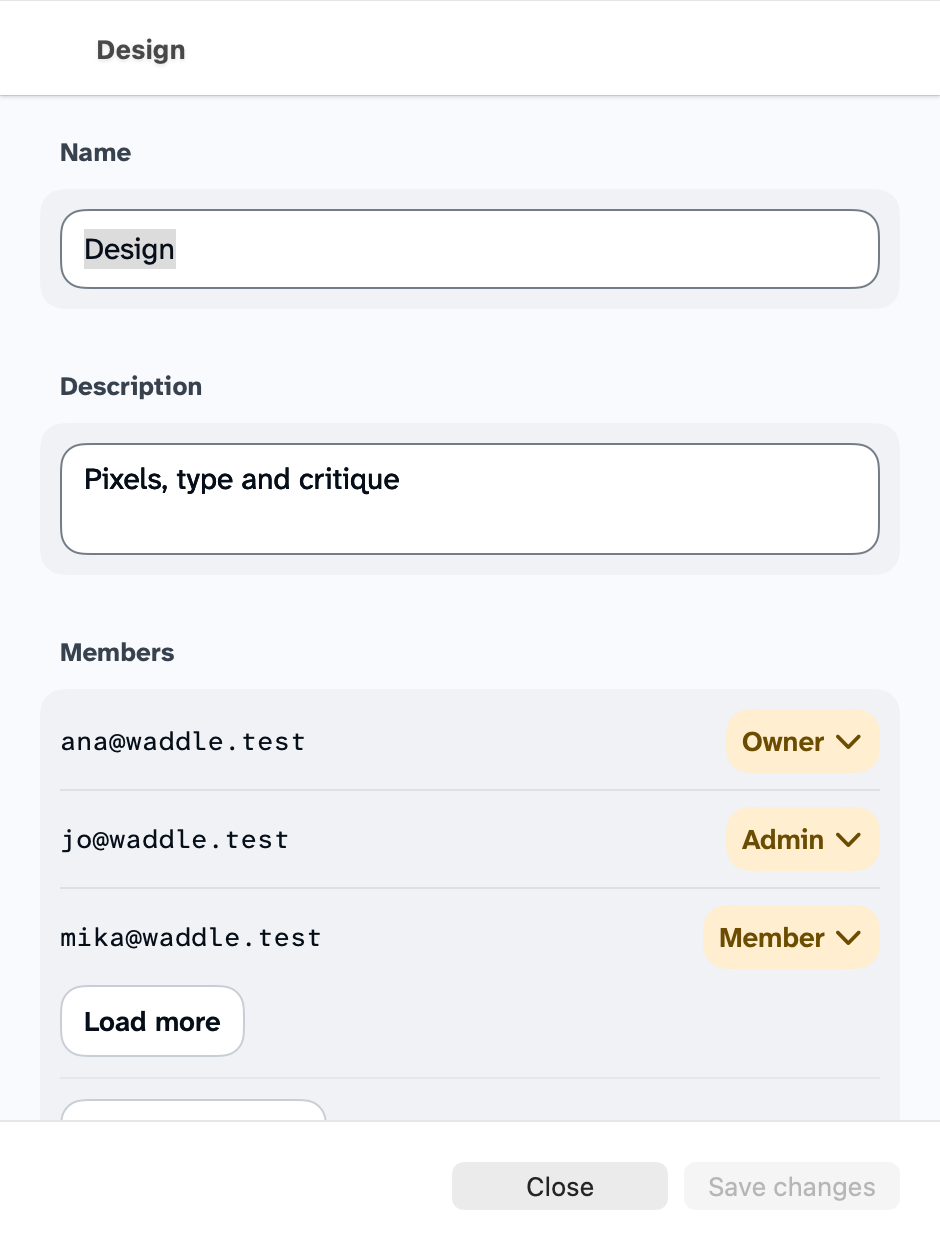 Design
Name
Design
Description
Pixels, type and critique
Members
ana@waddle.test
Owner
jo@waddle.test
Admin
mika@waddle.test
Member
Load more
Close
Save changes